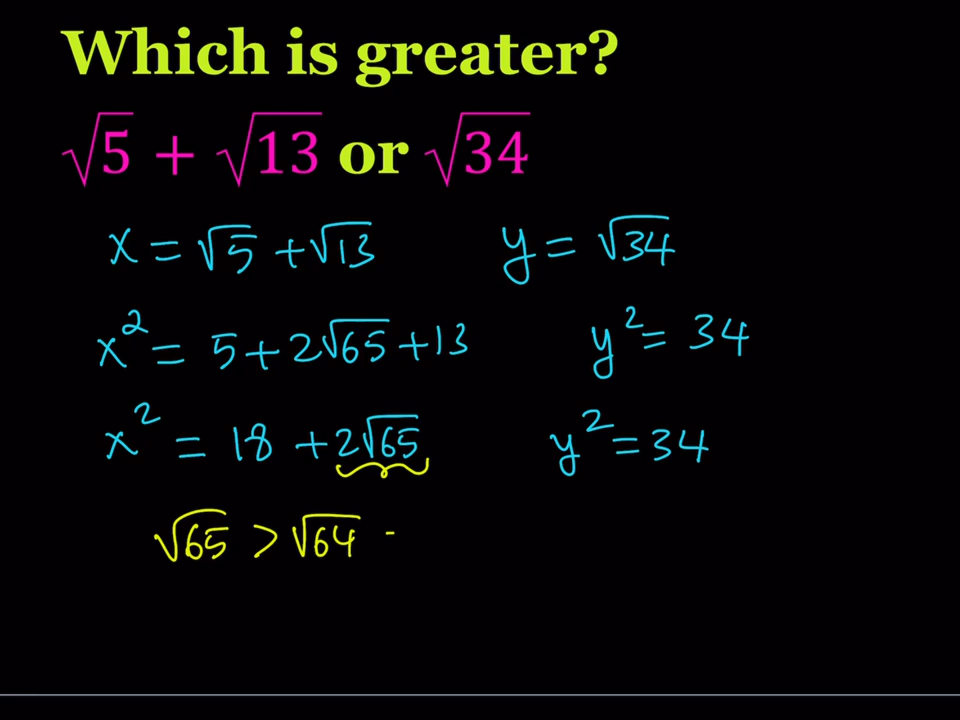 Which is greater?
√5 + √13 or √34
x = √5 + √13 y = √34
x² = 5 + 2√65 + 13 y² = 34
x² = 18 + 2√65 y² = 34
√65 > √64 -